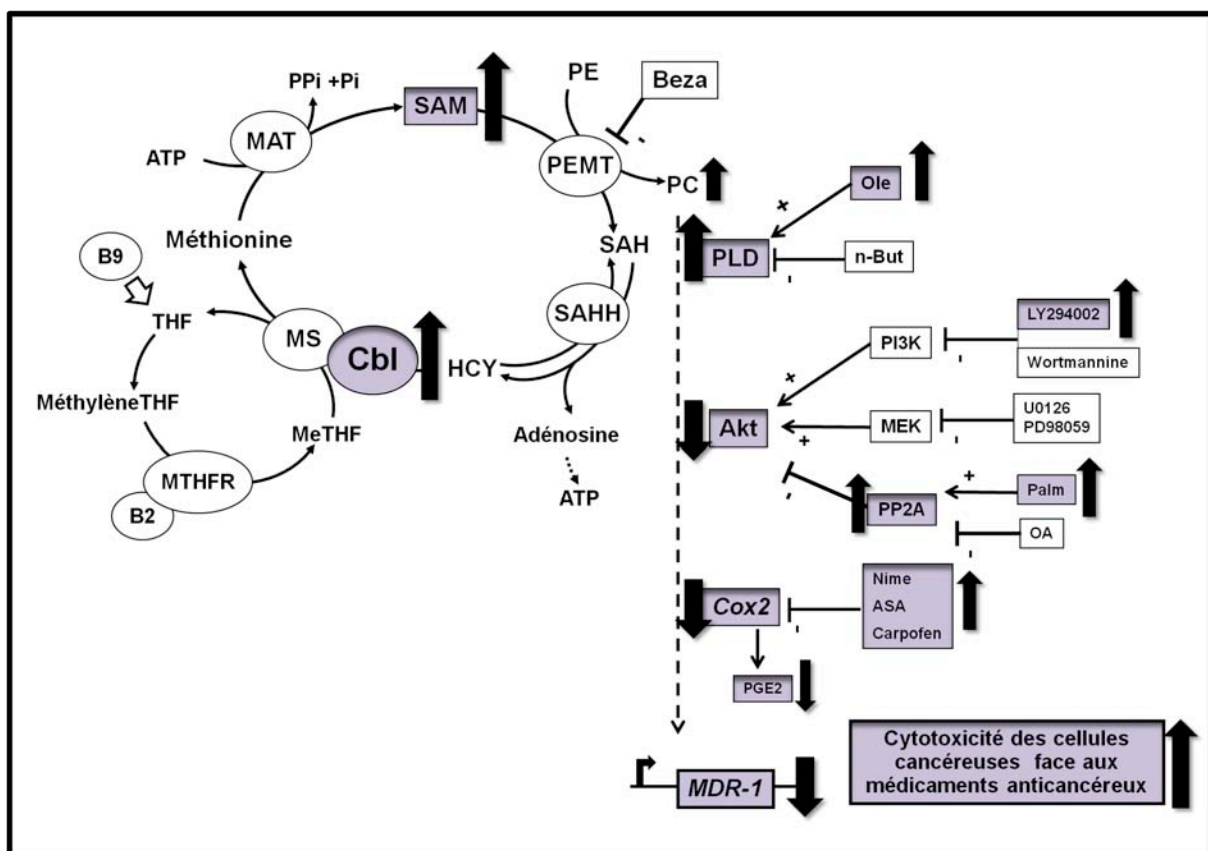 PPi +Pi
SAM
PE
Beza
MAT
ATP
PEMT
-
PC
Ole
+
Méthionine
SAH
PLD
n-But
-
B9
THF
MS
Cbl
SAHH
HCY
LY294002
PI3K
-
Wortmannine
+
MéthylèneTHF
MeTHF
Adénosine
Akt
MEK
-
U0126
PD98059
+
MTHFR
B2
ATP
-
PP2A
+
Palm
-
OA
Cox2
-
Nime
ASA
Carpofen
PGE2
MDR-1
Cytotoxicité des cellules
cancéreuses face aux
médicaments anticancéreux